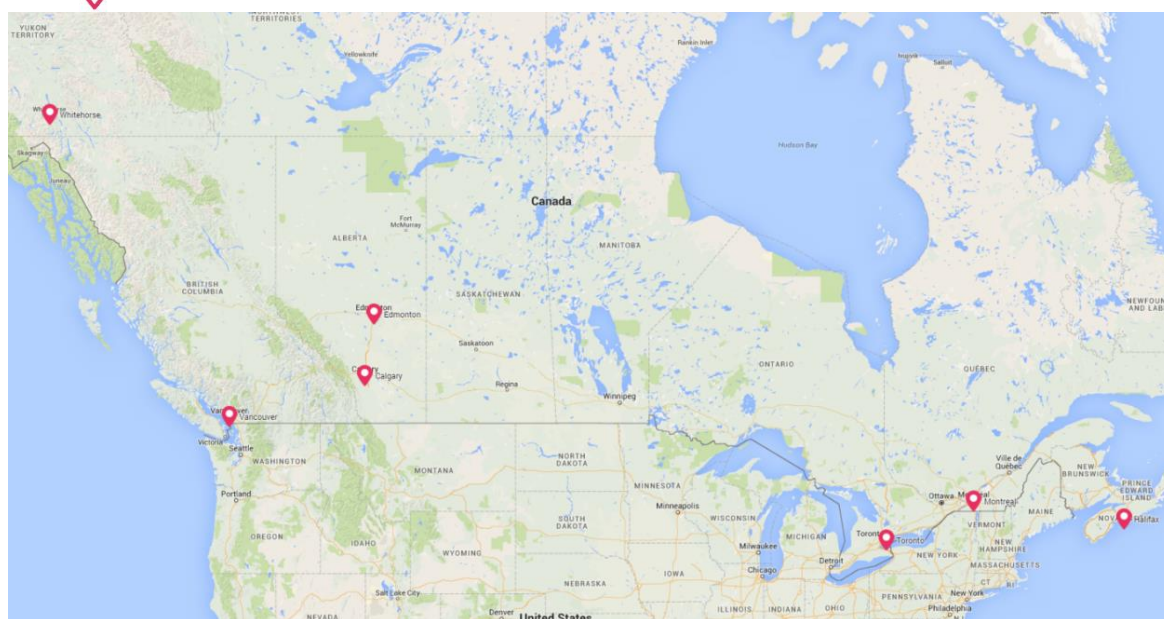 YUKON
TERRITORY
NORTHWEST
TERRITORIES
Yellowknife
Rankin Inlet
Inujivik
Salluit
Whitehorse
Skagway
Juneau
Hudson Bay
Canada
Fort
McMurray
ALBERTA
MANITOBA
BRITISH
COLUMBIA
SASKATCHEWAN
NEWFOUN
AND LAB
Edmonton
Saskatoon
ONTARIO
QUÉBEC
Calgary
Regina
Winnipeg
Vancouver
Victoria
Seattle
WASHINGTON
MONTANA
NORTH
DAKOTA
Ville de
Québec
NEW
BRUNSWICK
PRINCE
EDWARD
ISLAND
MINNESOTA
Ottawa
Montreal
MAINE
Portland
Minneapolis
SOUTH
DAKOTA
WISCONSIN
VERMONT
Halifax
OREGON
IDAHO
MICHIGAN
Toronto
Toronto
NEW
HAMPSHIRE
WYOMING
Milwaukee
Detroit
NEW YORK
MASSACHUSETTS
Chicago
IOWA
NEBRASKA
CT
RI
Salt Lake City
PENNSYLVANIA
New York
ILLINOIS
INDIANA
OHIO
Philadelphia
NEVADA
Denver
United States